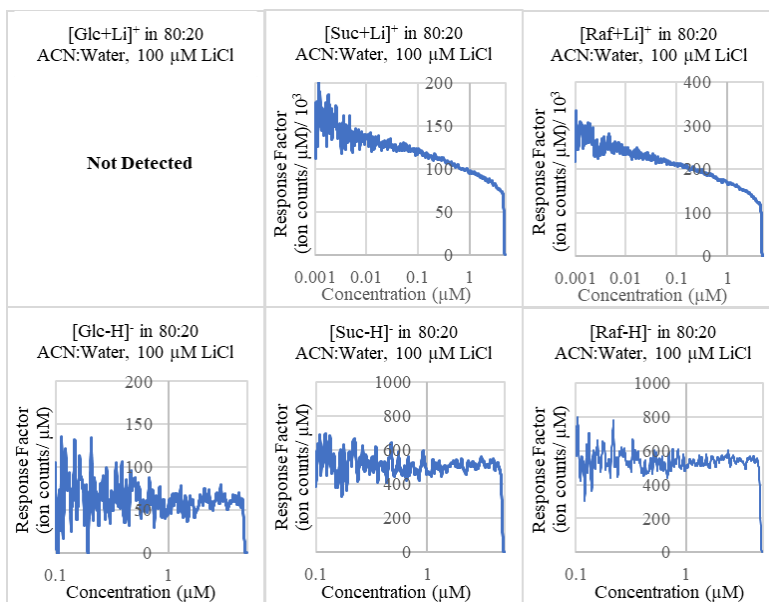 [Glc+Li]⁺ in 80:20
ACN:Water, 100 µM LiCl
Not Detected
[Suc+Li]⁺ in 80:20
ACN:Water, 100 µM LiCl
Response Factor
(ion counts/ µM)/ 10³
200
150
100
50
0
0.001 0.01 0.1 1
Concentration (µM)
[Raf+Li]⁺ in 80:20
ACN:Water, 100 µM LiCl
Response Factor
(ion counts/ µM)/ 10³
400
300
200
100
0
0.001 0.01 0.1 1
Concentration (µM)
[Glc-H]⁻ in 80:20
ACN:Water, 100 µM LiCl
Response Factor
(ion counts/ µM)
200
150
100
50
0
0.1 1
Concentration (µM)
[Suc-H]⁻ in 80:20
ACN:Water, 100 µM LiCl
Response Factor
(ion counts/ µM)
1000
800
600
400
200
0
0.1 1
Concentration (µM)
[Raf-H]⁻ in 80:20
ACN:Water, 100 µM LiCl
Response Factor
(ion counts/ µM)
1000
800
600
400
200
0
0.1 1
Concentration (µM)